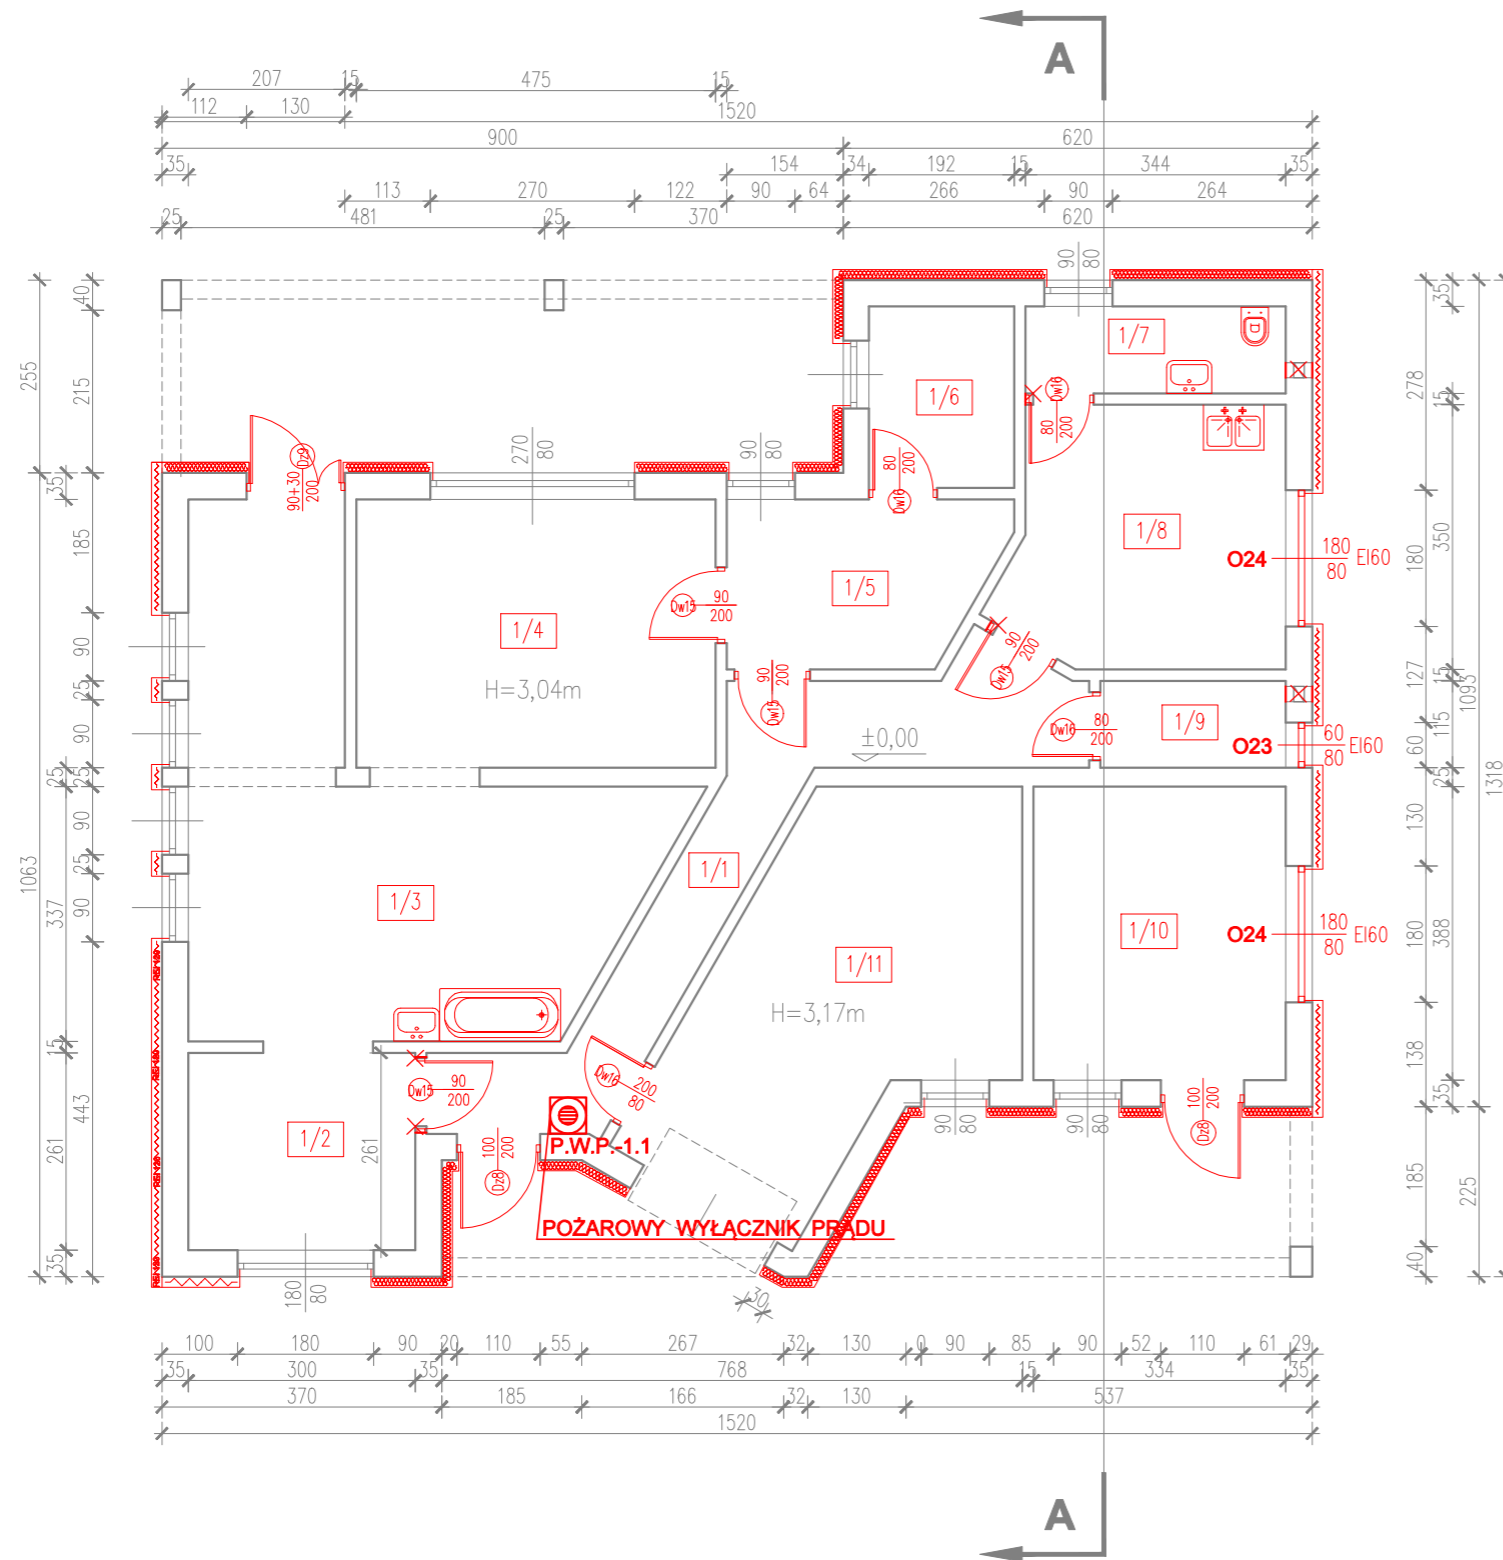 A
207 15 475 15
112 130 1520
900 620
35 154 34 192 15 344 35
113 270 122 90 64 266 90 264
25 481 25 370 620
255
40
215
35
185
90
25
90
25
90
25
90
337
1063
15
443
261
35
90
80
1/7
1/6
Dw16
80
200
80
200
Dw16
270
80
90
80
Dz9
90+30
200
1/8
O24
180
80
EI60
1/4
H=3,04m
Dw15
90
200
1/5
90
200
Dw15
90
200
Dw15
±0,00
Dw16
80
200
1/9
O23
60
80
EI60
1/3
1/1
1/11
H=3,17m
1/10
O24
180
80
EI60
REI 120
REI 120
REI 120
REI 120
Dw15
90
200
Dw16
200
80
1/2
261
100
200
Dz8
P.W.P.-1.1
POŻAROWY WYŁĄCZNIK PRĄDU
90
80
90
80
100
200
Dz8
180
80
30
35
278
15
350
180
127
15
1093
115
60
25
1318
130
180
388
138
35
185
225
40
100 180 90 20 110 55 267 32 130 0 90 85 90 52 110 61 29
35 300 35 768 15 334 35
370 185 166 32 130 537
1520
A